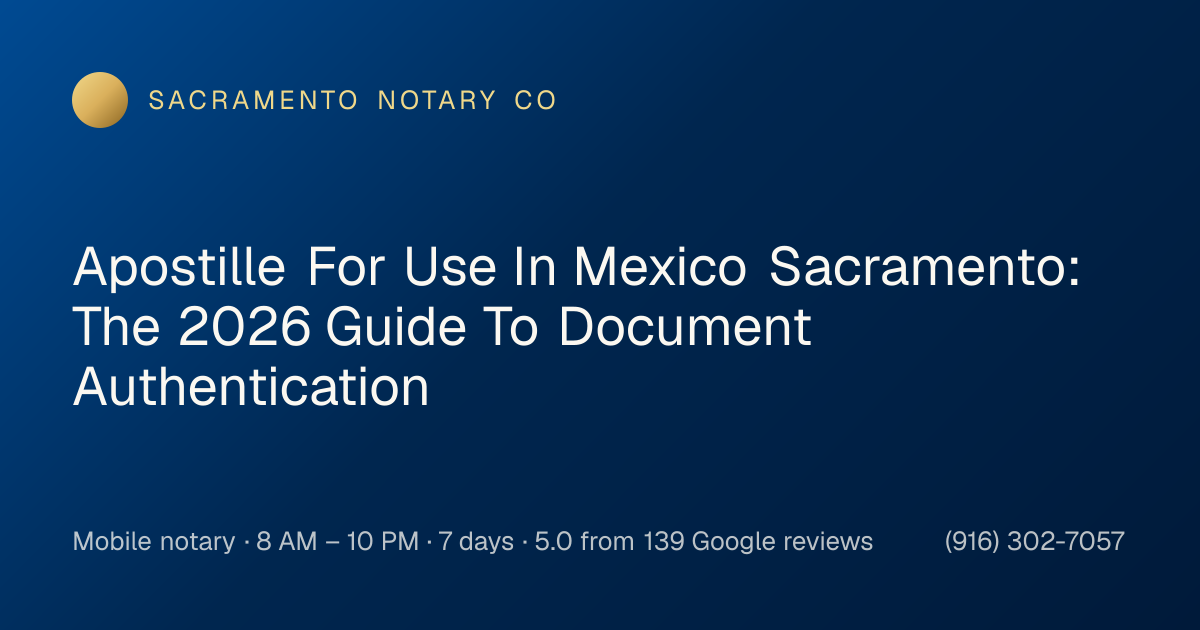 SACRAMENTO NOTARY CO
Apostille For Use In Mexico Sacramento:
The 2026 Guide To Document
Authentication
Mobile notary · 8 AM – 10 PM · 7 days · 5.0 from 139 Google reviews
(916) 302-7057